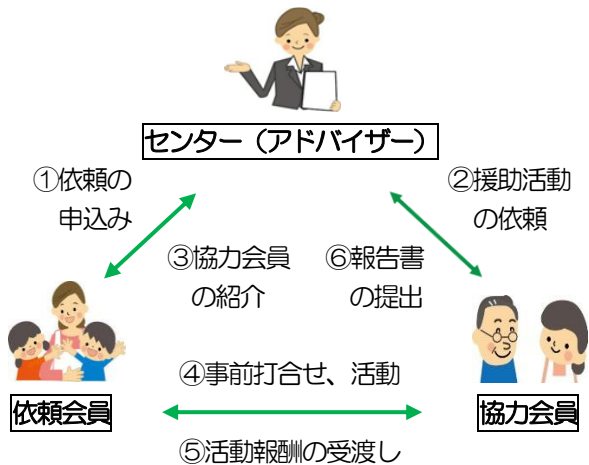 センター（アドバイザー）
①依頼の
申込み
②援助活動
の依頼
③協力会員
の紹介
⑥報告書
の提出
④事前打合せ、活動
依頼会員
協力会員
⑤活動報酬の受渡し